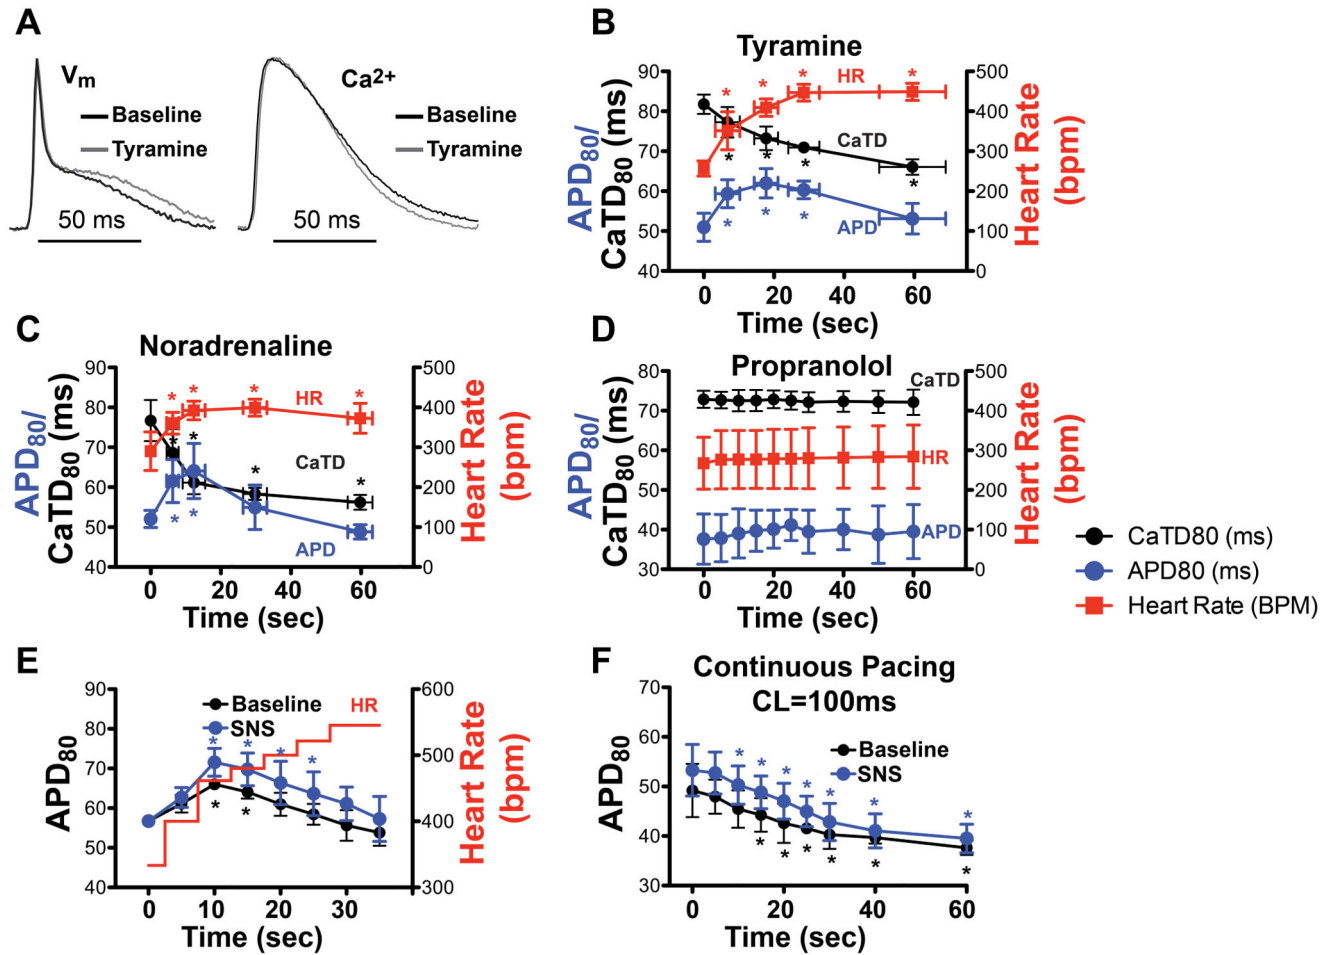 A
Vm
Baseline
Tyramine
50 ms
Ca2+
Baseline
Tyramine
50 ms
B
Tyramine
APD80/
CaTD80 (ms)
90
80
70
60
50
40
HR
CaTD
APD
500
400
300
200
100
0
Heart Rate
(bpm)
0 20 40 60
Time (sec)
C
Noradrenaline
APD80/
CaTD80 (ms)
90
80
70
60
50
40
HR
CaTD
APD
500
400
300
200
100
0
Heart Rate
(bpm)
0 20 40 60
Time (sec)
D
Propranolol
APD80/
CaTD80 (ms)
80
70
60
50
40
30
CaTD
HR
APD
500
400
300
200
100
0
Heart Rate
(bpm)
0 20 40 60
Time (sec)
CaTD80 (ms)
APD80 (ms)
Heart Rate (BPM)
E
APD80
90
80
70
60
50
40
Baseline
SNS
HR
600
500
400
300
Heart Rate
(bpm)
0 10 20 30
Time (sec)
F
Continuous Pacing
CL=100ms
APD80
70
60
50
40
30
Baseline
SNS
0 20 40 60
Time (sec)